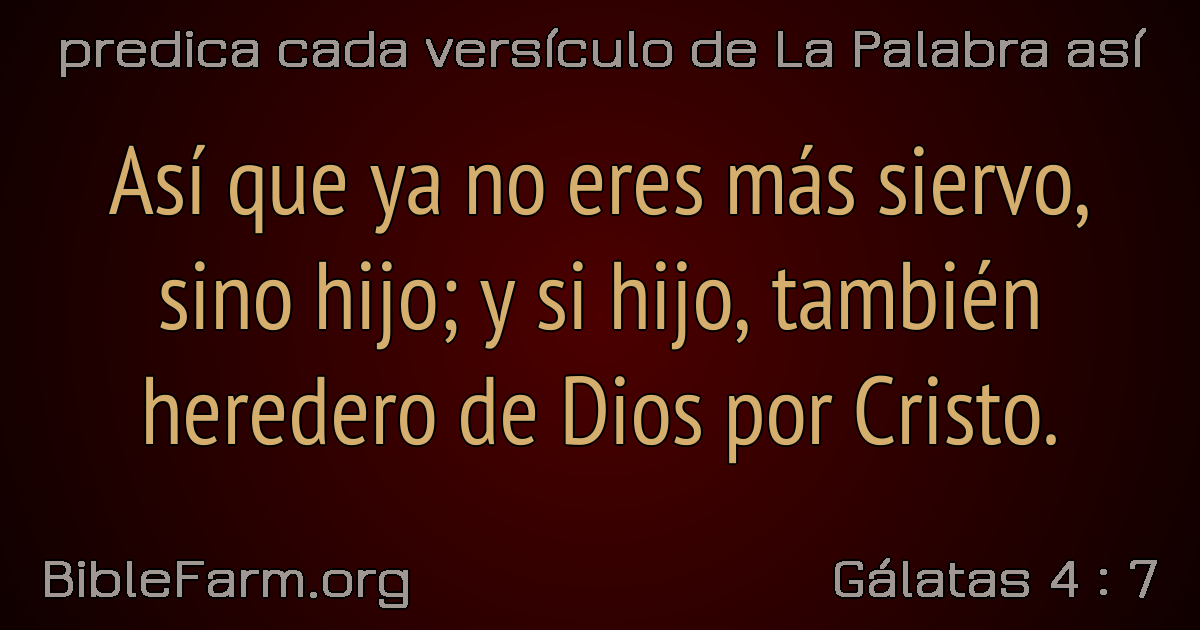 predica cada versículo de La Palabra así
Así que ya no eres más siervo,
sino hijo; y si hijo, también
heredero de Dios por Cristo.
BibleFarm.org
Gálatas 4 : 7